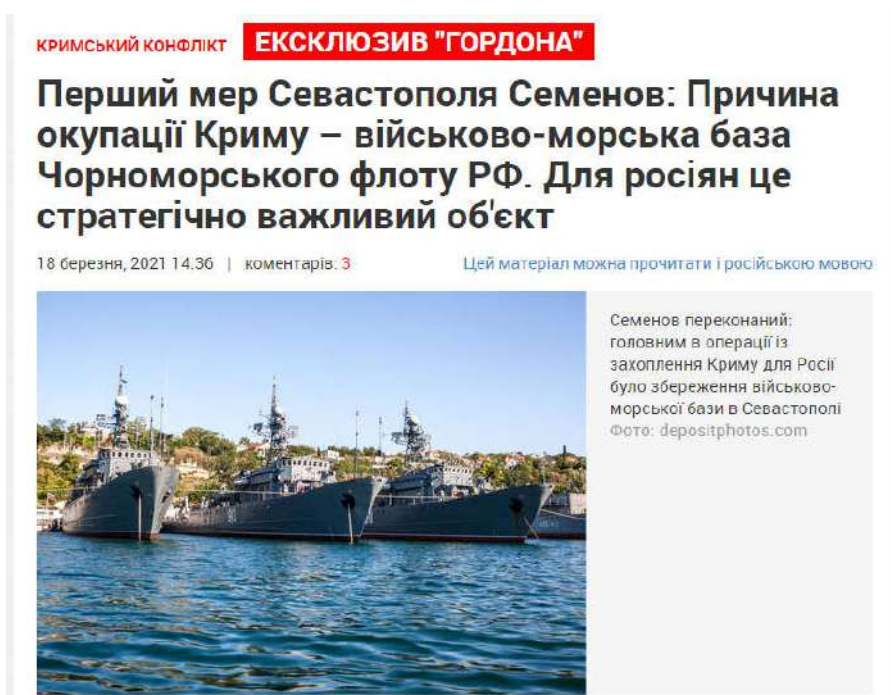 КРИМСЬКИЙ КОНФЛІКТ ЕКСКЛЮЗИВ "ГОРДОНА"
Перший мер Севастополя Семенов: Причина
окупації Криму – військово-морська база
Чорноморського флоту РФ. Для росіян це
стратегічно важливий об'єкт
18 березня, 2021 14.36 | коментарів: 3 Цей матеріал можна прочитати і російською мовою
Семенов переконаний:
головним в операції із
захоплення Криму для Росії
було збереження військово-
морської бази в Севастополі
Фото: depositphotos.com